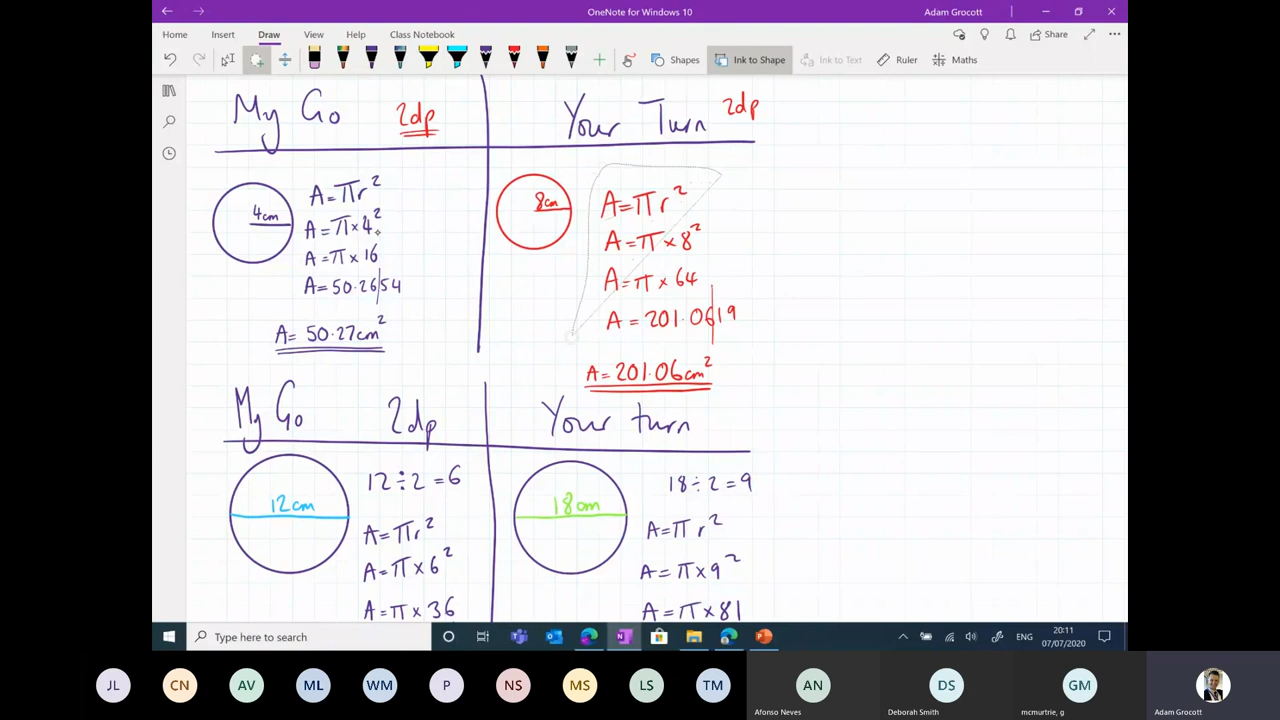 OneNote for Windows 10
Adam Grocott
Home Insert Draw View Help Class Notebook
Share
Shapes Ink to Shape Ink to Text Ruler Maths
My Go 2dp
4cm
A=πr²
A=π×4²
A=π×16
A=50.26|54
A=50.27cm²
Your Turn 2dp
8cm
A=πr²
A=π×8²
A=π×64
A=201.06|19
A=201.06cm²
My Go 2dp
12cm
12÷2=6
A=πr²
A=π×6²
A=π×36
Your turn
18cm
18÷2=9
A=πr²
A=π×9²
A=π×81
Type here to search
ENG
20:11
07/07/2020
JL CN AV ML WM P NS MS LS TM AN DS GM
Afonso Neves Deborah Smith mcmurtrie, g Adam Grocott